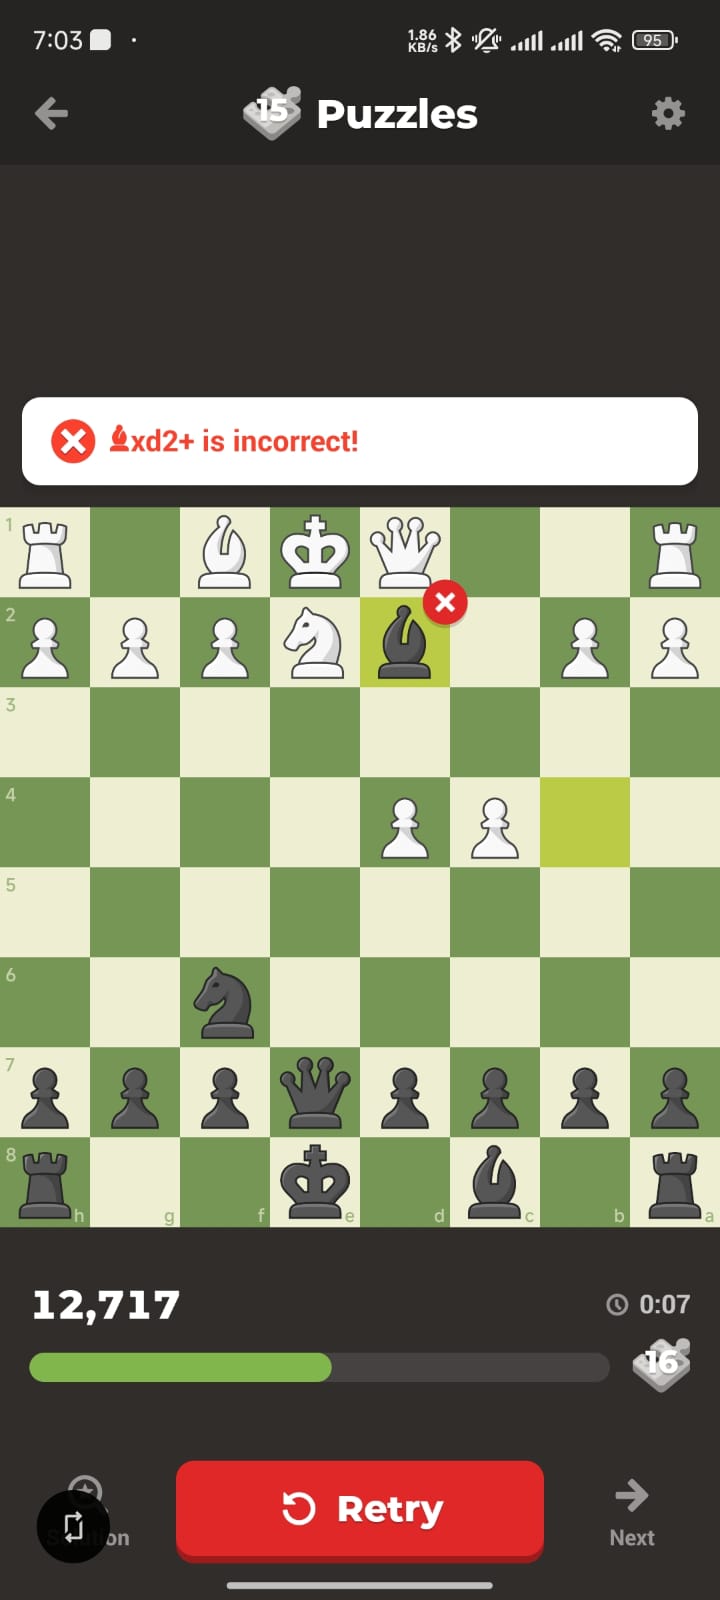 7:03
1.86
KB/s
95
15 Puzzles
xd2+ is incorrect!
1
2
3
4
5
6
7
8
h g f e d c b a
12,717
0:07
16
Retry
Next